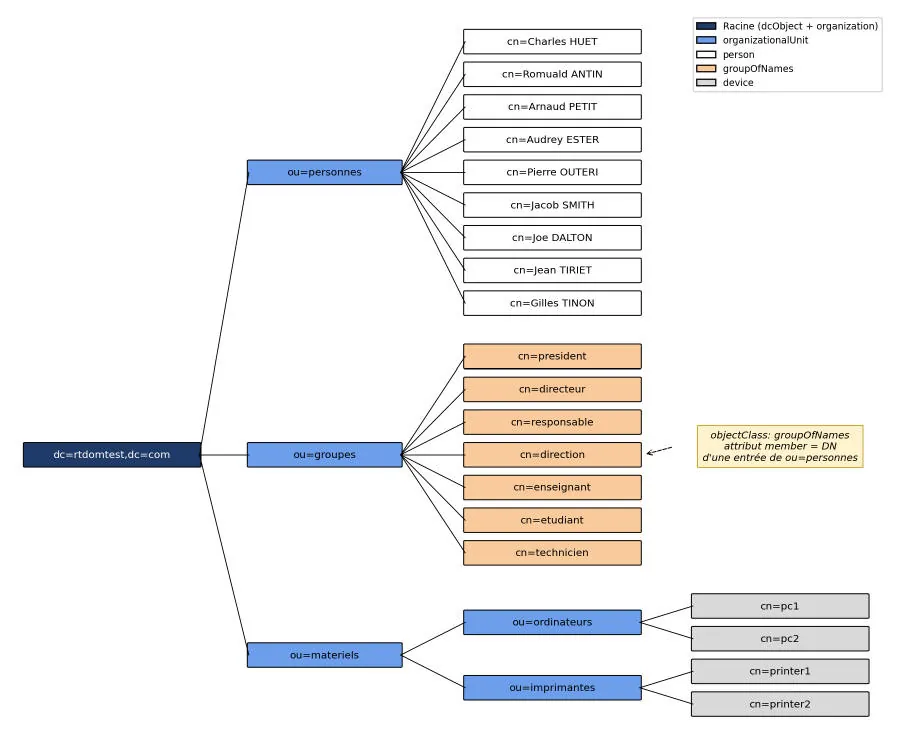 Racine (dcObject + organization)
organizationalUnit
person
groupOfNames
device
cn=Charles HUET
cn=Romuald ANTIN
cn=Arnaud PETIT
cn=Audrey ESTER
ou=personnes
cn=Pierre OUTERI
cn=Jacob SMITH
cn=Joe DALTON
cn=Jean TIRIET
cn=Gilles TINON
cn=president
cn=directeur
cn=responsable
dc=rtdomtest,dc=com
ou=groupes
cn=direction
objectClass: groupOfNames
attribut member = DN
d'une entrée de ou=personnes
cn=enseignant
cn=etudiant
cn=technicien
ou=materiels
ou=ordinateurs
cn=pc1
cn=pc2
ou=imprimantes
cn=printer1
cn=printer2